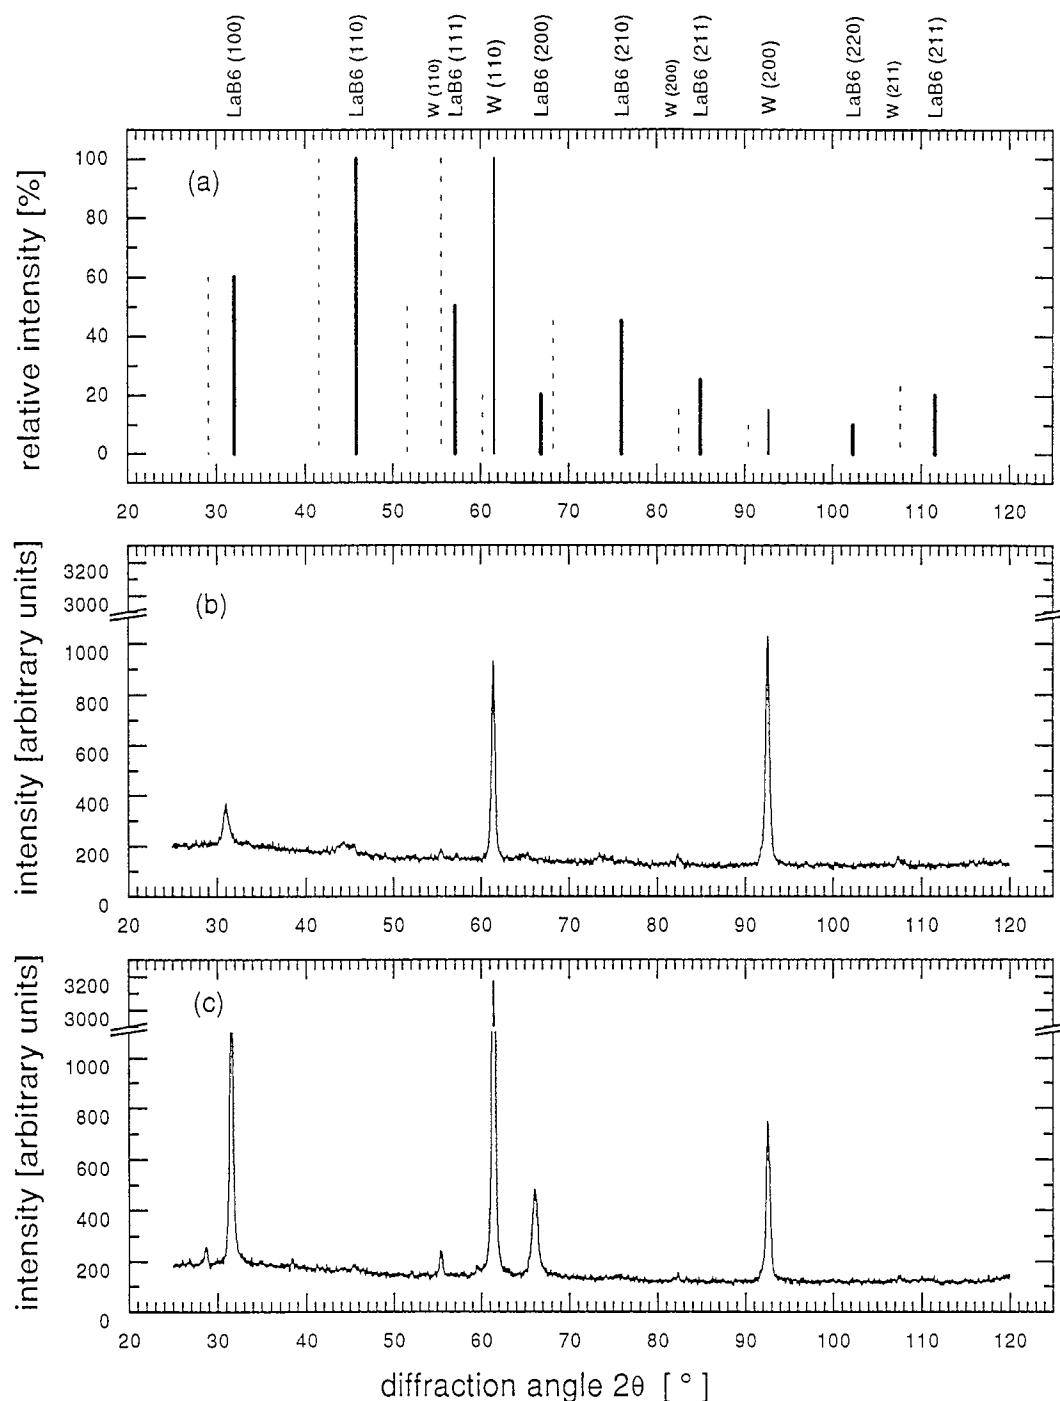 LaB6 (100)
LaB6 (110)
W (110)
LaB6 (111)
W (110)
LaB6 (200)
LaB6 (210)
W (200)
LaB6 (211)
W (200)
LaB6 (220)
W (211)
LaB6 (211)
relative intensity [%]
(a)
100
80
60
40
20
0
20 30 40 50 60 70 80 90 100 110 120
intensity [arbitrary units]
(b)
3200
3000
1000
800
600
400
200
0
20 30 40 50 60 70 80 90 100 110 120
intensity [arbitrary units]
(c)
3200
3000
1000
800
600
400
200
0
20 30 40 50 60 70 80 90 100 110 120
diffraction angle 2θ [ ° ]